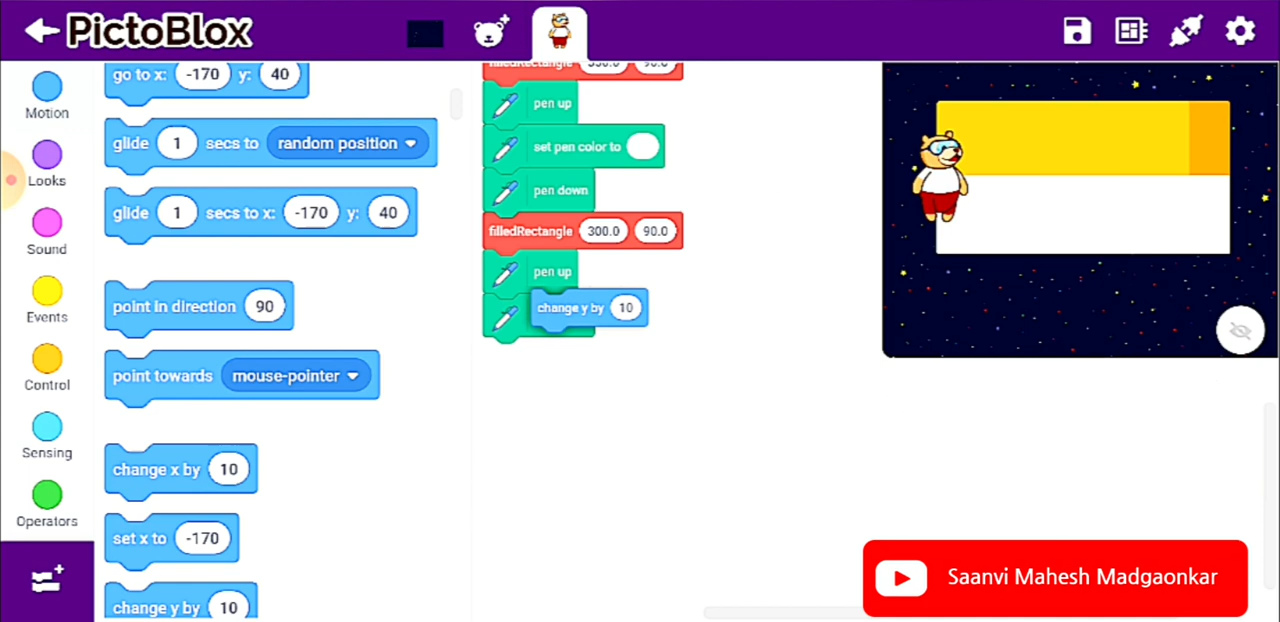 PictoBlox
Motion
Looks
Sound
Events
Control
Sensing
Operators
go to x: -170 y: 40
glide 1 secs to random position
glide 1 secs to x: -170 y: 40
point in direction 90
point towards mouse-pointer
change x by 10
set x to -170
change y by 10
filledRectangle 90.0
pen up
set pen color to
pen down
filledRectangle 300.0 90.0
pen up
change y by 10
Saanvi Mahesh Madgaonkar